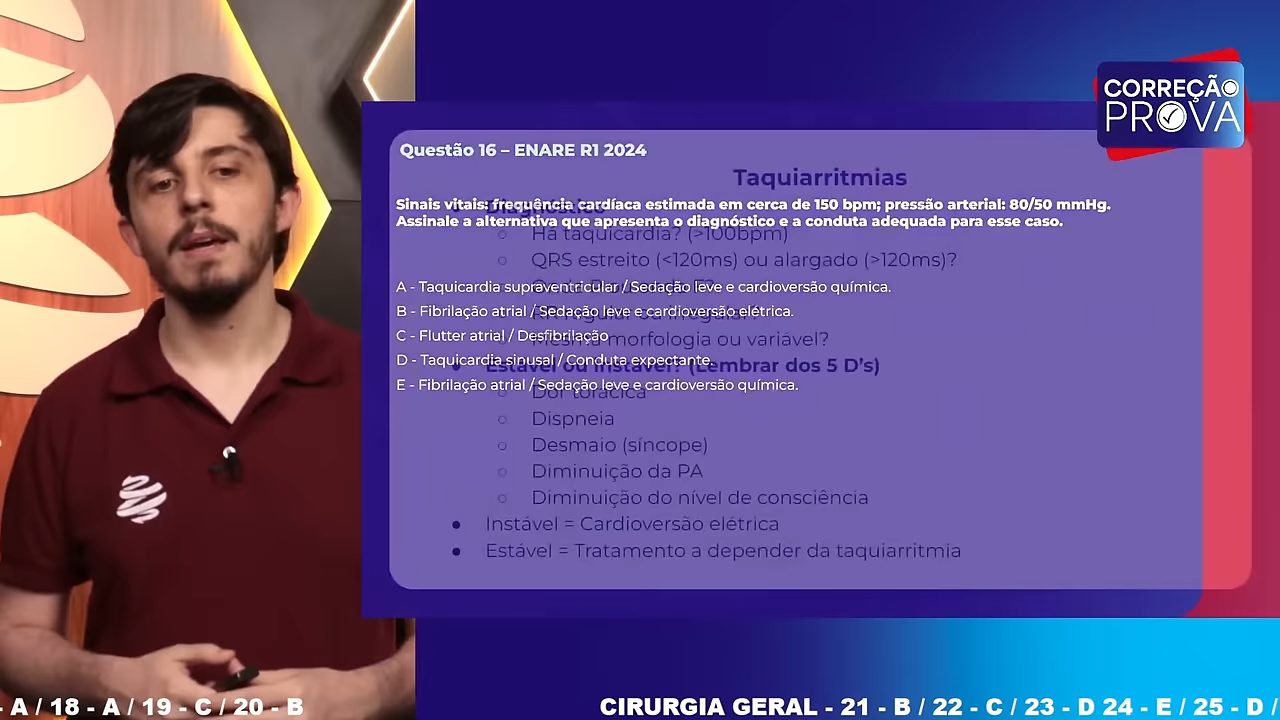 CORREÇÃO
PROVA
Questão 16 – ENARE R1 2024
Taquiarritmias
Sinais vitais: frequência cardíaca estimada em cerca de 150 bpm; pressão arterial: 80/50 mmHg.
Assinale a alternativa que apresenta o diagnóstico e a conduta adequada para esse caso.
Há taquicardia? (>100bpm)
QRS estreito (<120ms) ou alargado (>120ms)?
A - Taquicardia supraventricular / Sedação leve e cardioversão química.
B - Fibrilação atrial / Sedação leve e cardioversão elétrica.
C - Flutter atrial / Desfibrilação
morfologia ou variável?
D - Taquicardia sinusal / Conduta expectante.
Estável ou instável? (Lembrar dos 5 D's)
E - Fibrilação atrial / Sedação leve e cardioversão química.
Dor torácica
Dispneia
Desmaio (síncope)
Diminuição da PA
Diminuição do nível de consciência
Instável = Cardioversão elétrica
Estável = Tratamento a depender da taquiarritmia
- A / 18 - A / 19 - C / 20 - B
CIRURGIA GERAL - 21 - B / 22 - C / 23 - D 24 - E / 25 - D /